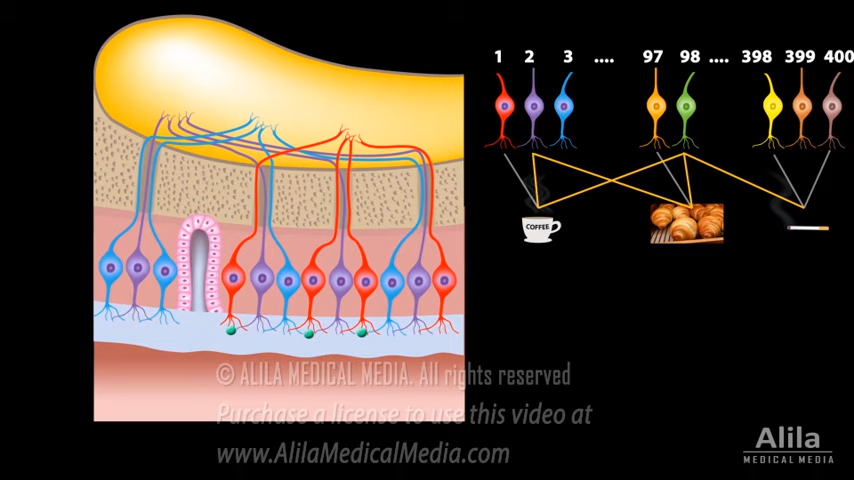 1 2 3 .... 97 98 .... 398 399 400
COFFEE
© ALILA MEDICAL MEDIA. All rights reserved
Purchase a license to use this video at
www.AlilaMedicalMedia.com
Alila
MEDICAL MEDIA